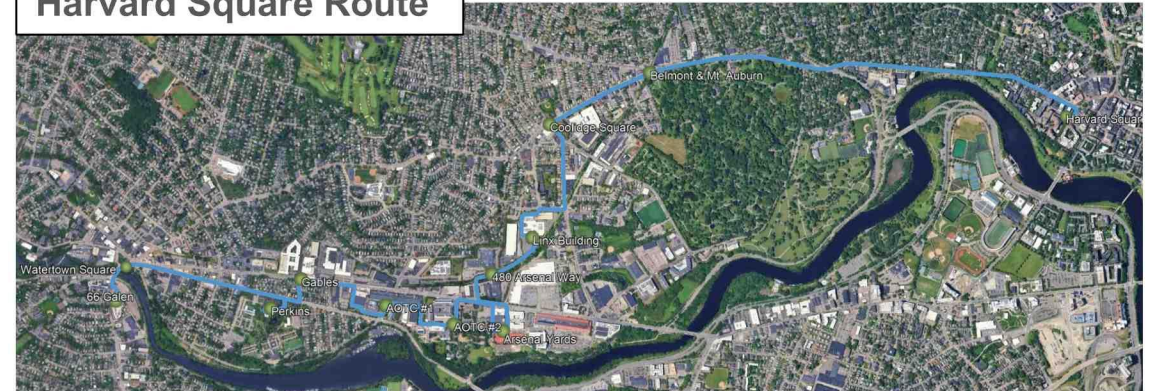 Harvard Square Route
Belmont & Mt. Auburn
Harvard Squar
Coolidge Square
Linx Building
Watertown Square
480 Arsenal Way
Gables
66 Galen
Perkins
AOTC #1
AOTC #2
Arsenal Yards